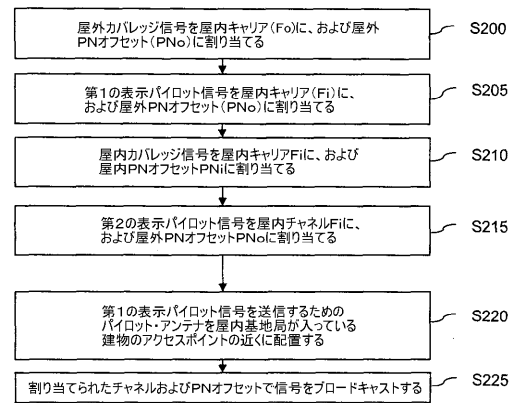 屋外カバレッジ信号を屋内キャリア(Fo)に、および屋外
PNオフセット(PNo)に割り当てる
S200
第1の表示パイロット信号を屋内キャリア(Fi)に、
および屋外PNオフセット(PNo)に割り当てる
S205
屋内カバレッジ信号を屋内キャリアFiに、および
屋内PNオフセットPNiに割り当てる
S210
第2の表示パイロット信号を屋内チャネルFiに、
および屋外PNオフセットPNoに割り当てる
S215
第1の表示パイロット信号を送信するための
パイロット・アンテナを屋内基地局が入っている
建物のアクセスポイントの近くに配置する
S220
割り当てられたチャネルおよびPNオフセットで信号をブロードキャストする
S225